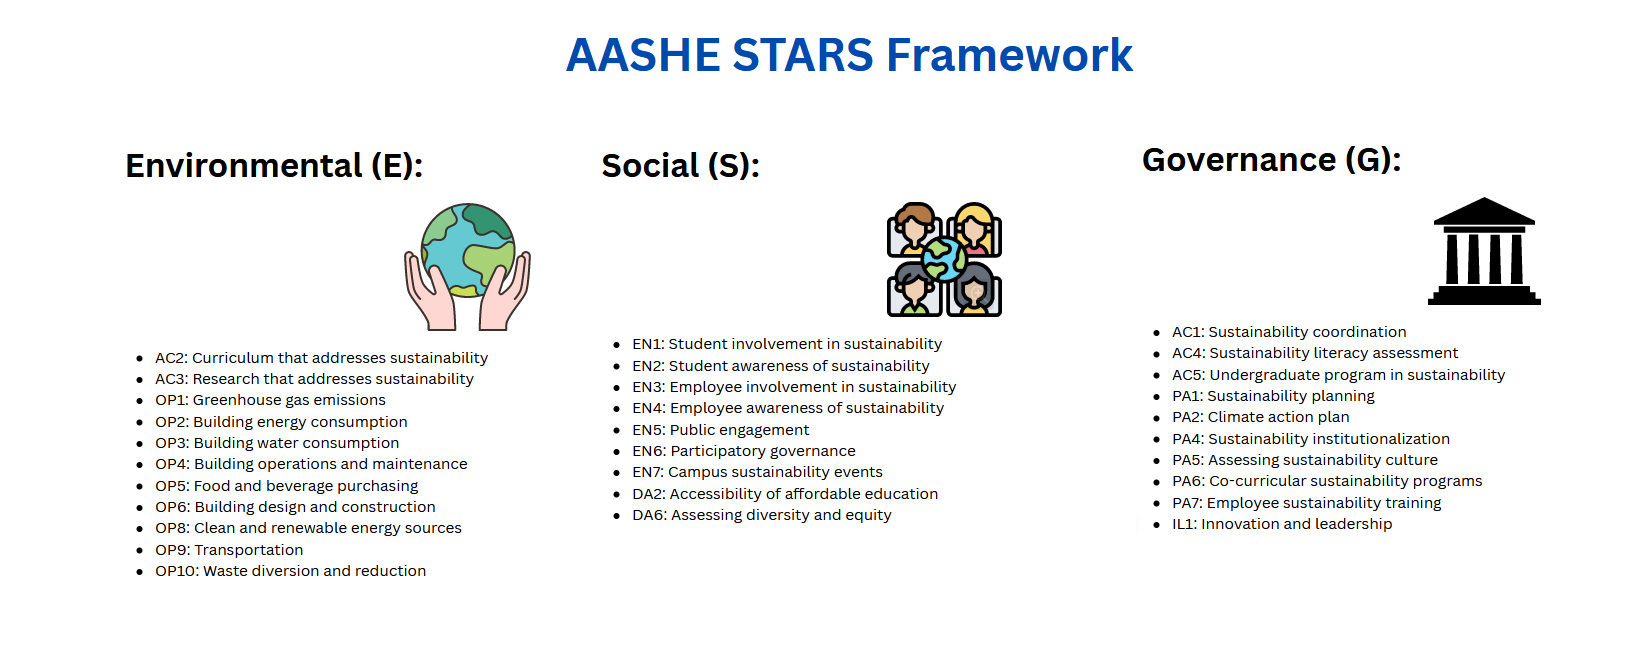 AASHE STARS Framework
Environmental (E):
• AC2: Curriculum that addresses sustainability
• AC3: Research that addresses sustainability
• OP1: Greenhouse gas emissions
• OP2: Building energy consumption
• OP3: Building water consumption
• OP4: Building operations and maintenance
• OP5: Food and beverage purchasing
• OP6: Building design and construction
• OP8: Clean and renewable energy sources
• OP9: Transportation
• OP10: Waste diversion and reduction
Social (S):
• EN1: Student involvement in sustainability
• EN2: Student awareness of sustainability
• EN3: Employee involvement in sustainability
• EN4: Employee awareness of sustainability
• EN5: Public engagement
• EN6: Participatory governance
• EN7: Campus sustainability events
• DA2: Accessibility of affordable education
• DA6: Assessing diversity and equity
Governance (G):
• AC1: Sustainability coordination
• AC4: Sustainability literacy assessment
• AC5: Undergraduate program in sustainability
• PA1: Sustainability planning
• PA2: Climate action plan
• PA4: Sustainability institutionalization
• PA5: Assessing sustainability culture
• PA6: Co-curricular sustainability programs
• PA7: Employee sustainability training
• IL1: Innovation and leadership